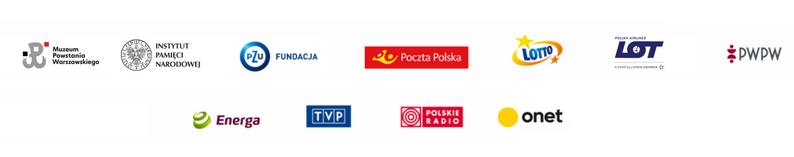 Muzeum
Powstania
Warszawskiego
INSTYTUT
PAMIĘCI
NARODOWEJ
PZU
FUNDACJA
Poczta Polska
LOTTO
POLISH AIRLINES
LOT
A STAR ALLIANCE MEMBER
PWPW
Energa
TVP
POLSKIE
RADIO
onet